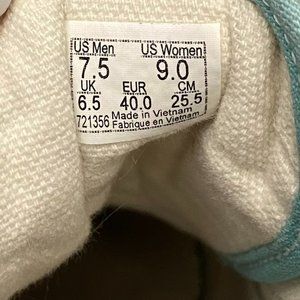 US Men US Women
7.5 9.0
UK EUR CM
6.5 40.0 25.5
721356 Made in Vietnam
Fabrique en Vietnam